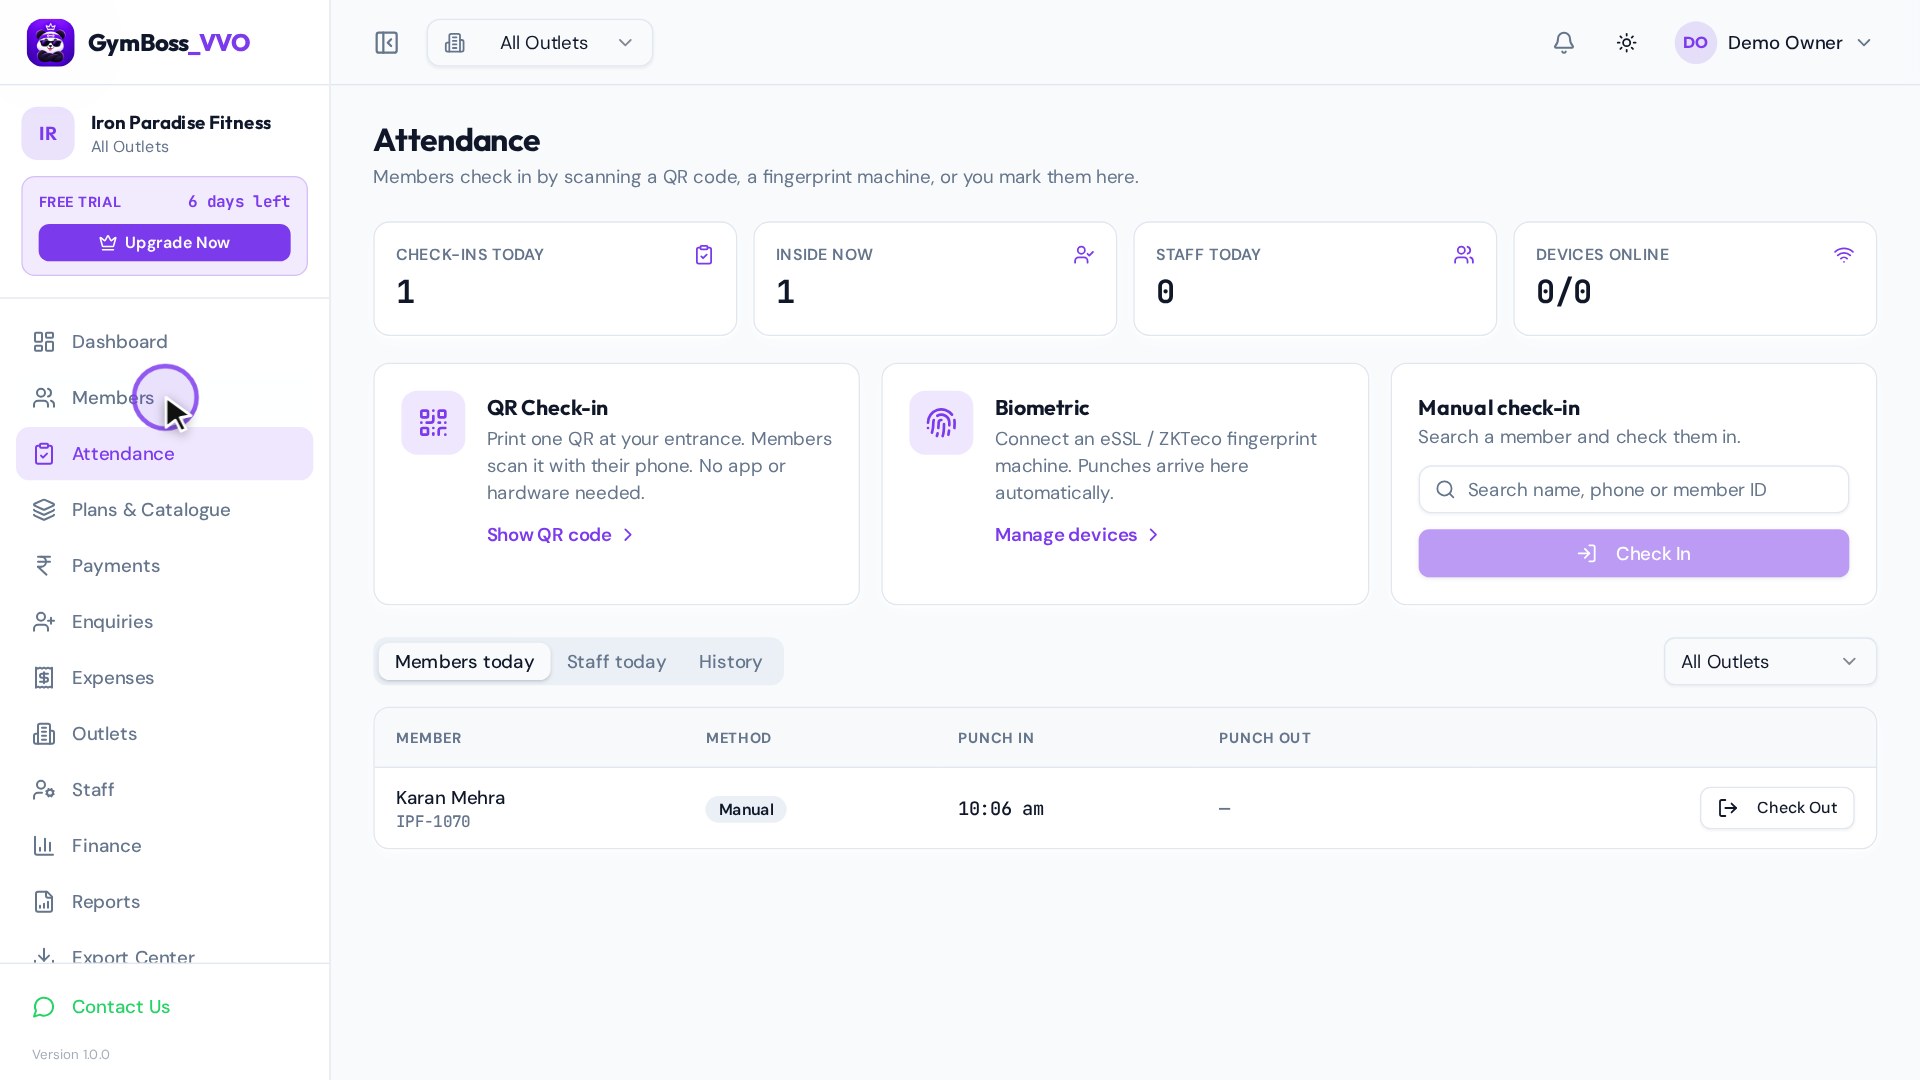 GymBoss_VVO
All Outlets
DO
Demo Owner
IR
Iron Paradise Fitness
All Outlets
FREE TRIAL
6 days left
Upgrade Now
Dashboard
Members
Attendance
Plans & Catalogue
Payments
Enquiries
Expenses
Outlets
Staff
Finance
Reports
Export Center
Contact Us
Version 1.0.0
Attendance
Members check in by scanning a QR code, a fingerprint machine, or you mark them here.
CHECK-INS TODAY
1
INSIDE NOW
1
STAFF TODAY
0
DEVICES ONLINE
0/0
QR Check-in
Print one QR at your entrance. Members
scan it with their phone. No app or
hardware needed.
Show QR code
Biometric
Connect an eSSL / ZKTeco fingerprint
machine. Punches arrive here
automatically.
Manage devices
Manual check-in
Search a member and check them in.
Search name, phone or member ID
Check In
Members today
Staff today
History
All Outlets
MEMBER
METHOD
PUNCH IN
PUNCH OUT
Karan Mehra
IPF-1070
Manual
10:06 am
—
Check Out